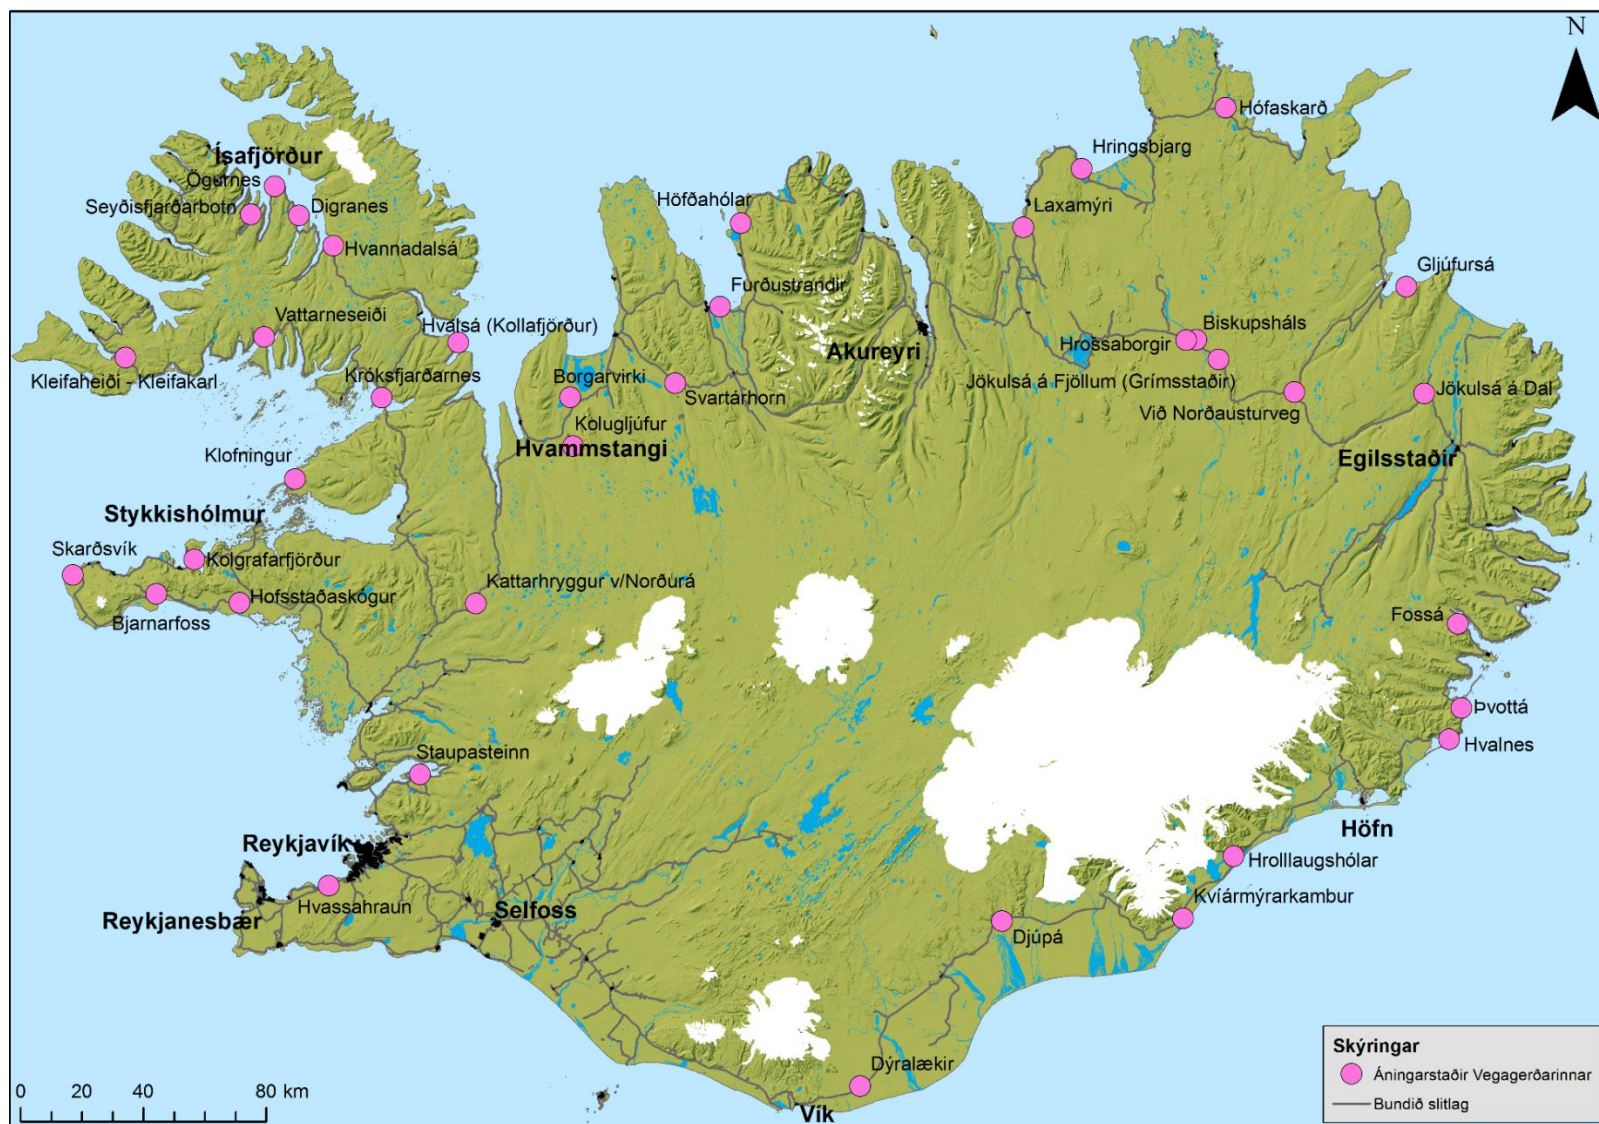 N
Hófaskarð
Ísafjörður
Ögurnes
Hringsbjarg
Seyðisfjarðarbotn
Digranes
Höfðahólar
Laxamýri
Hvannadalsá
Gljúfursá
Furðustrandir
Vattarneseiði
Hvalsá (Kollafjörður)
Biskupsháls
Hrossaborgir
Akureyri
Kleifaheiði - Kleifakarl
Króksfjarðarnes
Borgarvirki
Svartárhorn
Jökulsá á Fjöllum (Grímsstaðir)
Jökulsá á Dal
Við Norðausturveg
Kolugljúfur
Hvammstangi
Egilsstaðir
Klofningur
Stykkishólmur
Skarðsvík
Kolgrafarfjörður
Kattarhryggur v/Norðurá
Hofsstaðaskógur
Bjarnarfoss
Fossá
Þvottá
Hvalnes
Staupasteinn
Höfn
Reykjavík
Hrolllaugshólar
Kvíármýrarkambur
Hvassahraun
Selfoss
Reykjanesbær
Djúpá
Dýralækir
Vík
Skýringar
Áningarstaðir Vegagerðarinnar
Bundið slitlag
0 20 40 80 km